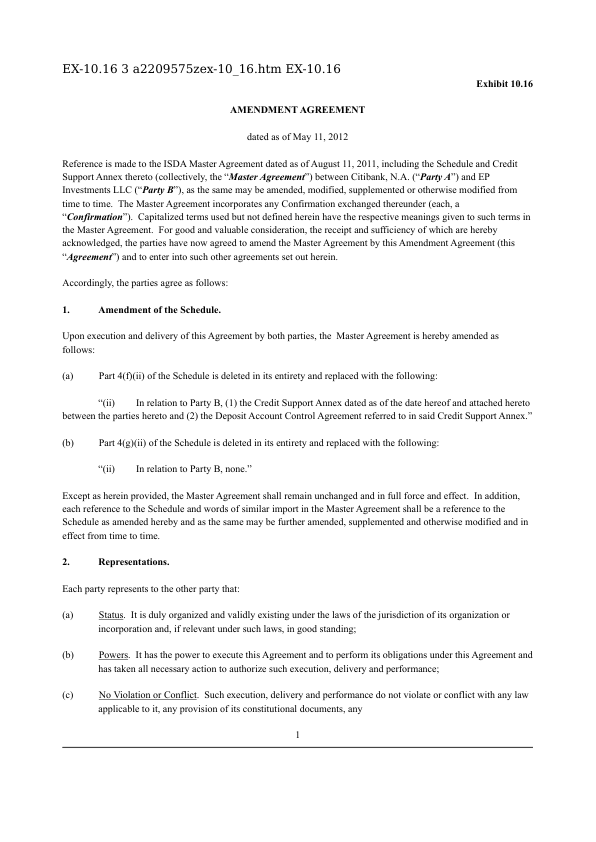 EX-10.16 3 a2209575zex-10_16.htm EX-10.16
Exhibit 10.16
AMENDMENT AGREEMENT
dated as of May 11, 2012
Reference is made to the ISDA Master Agreement dated as of August 11, 2011, including the Schedule and Credit
Support Annex thereto (collectively, the “Master Agreement”) between Citibank, N.A. (“Party A”) and EP
Investments LLC (“Party B”), as the same may be amended, modified, supplemented or otherwise modified from
time to time. The Master Agreement incorporates any Confirmation exchanged thereunder (each, a
“Confirmation”). Capitalized terms used but not defined herein have the respective meanings given to such terms in
the Master Agreement. For good and valuable consideration, the receipt and sufficiency of which are hereby
acknowledged, the parties have now agreed to amend the Master Agreement by this Amendment Agreement (this
“Agreement”) and to enter into such other agreements set out herein.
Accordingly, the parties agree as follows:
1. Amendment of the Schedule.
Upon execution and delivery of this Agreement by both parties, the Master Agreement is hereby amended as
follows:
(a) Part 4(f)(ii) of the Schedule is deleted in its entirety and replaced with the following:
“(ii) In relation to Party B, (1) the Credit Support Annex dated as of the date hereof and attached hereto
between the parties hereto and (2) the Deposit Account Control Agreement referred to in said Credit Support Annex.”
(b) Part 4(g)(ii) of the Schedule is deleted in its entirety and replaced with the following:
“(ii) In relation to Party B, none.”
Except as herein provided, the Master Agreement shall remain unchanged and in full force and effect. In addition,
each reference to the Schedule and words of similar import in the Master Agreement shall be a reference to the
Schedule as amended hereby and as the same may be further amended, supplemented and otherwise modified and in
effect from time to time.
2. Representations.
Each party represents to the other party that:
(a) Status. It is duly organized and validly existing under the laws of the jurisdiction of its organization or
incorporation and, if relevant under such laws, in good standing;
(b) Powers. It has the power to execute this Agreement and to perform its obligations under this Agreement and
has taken all necessary action to authorize such execution, delivery and performance;
(c) No Violation or Conflict. Such execution, delivery and performance do not violate or conflict with any law
applicable to it, any provision of its constitutional documents, any
1